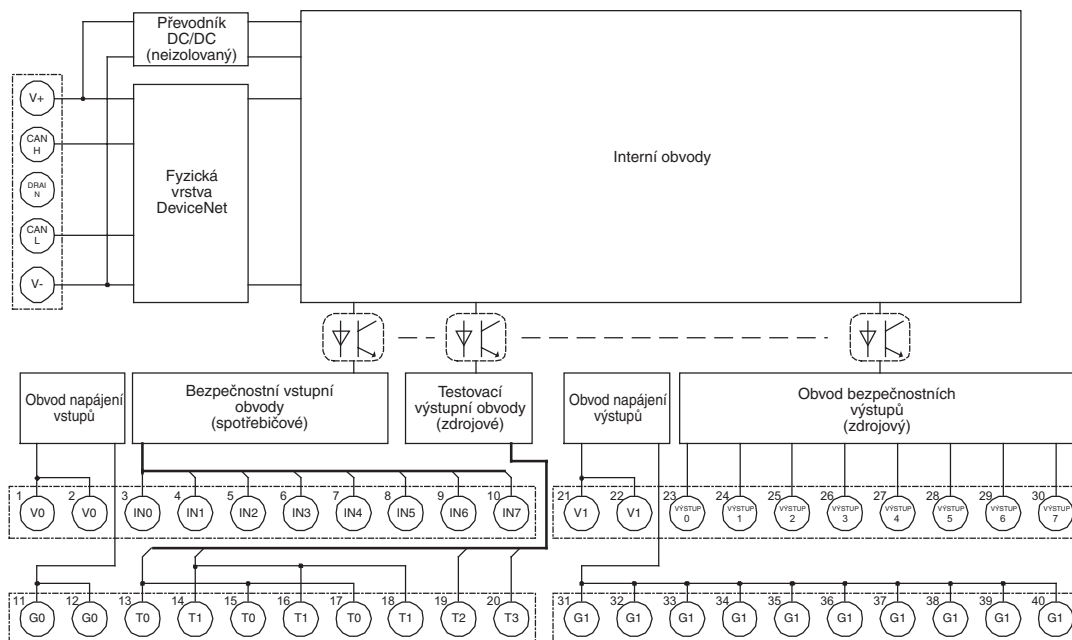 Převodník
DC/DC
(neizolovaný)
V+
CAN
H
DRAI
N
CAN
L
V-
Fyzická
vrstva
DeviceNet
Interní obvody
Obvod napájení
vstupů
Bezpečnostní vstupní
obvody
(spotřebičové)
Testovací
výstupní obvody
(zdrojové)
Obvod napájení
výstupů
Obvod bezpečnostních
výstupů
(zdrojový)
1 V0
2 V0
3 IN0
4 IN1
5 IN2
6 IN3
7 IN4
8 IN5
9 IN6
10 IN7
21 V1
22 V1
23 VÝSTUP 0
24 VÝSTUP 1
25 VÝSTUP 2
26 VÝSTUP 3
27 VÝSTUP 4
28 VÝSTUP 5
29 VÝSTUP 6
30 VÝSTUP 7
11 G0
12 G0
13 T0
14 T1
15 T0
16 T1
17 T0
18 T1
19 T2
20 T3
31 G1
32 G1
33 G1
34 G1
35 G1
36 G1
37 G1
38 G1
39 G1
40 G1